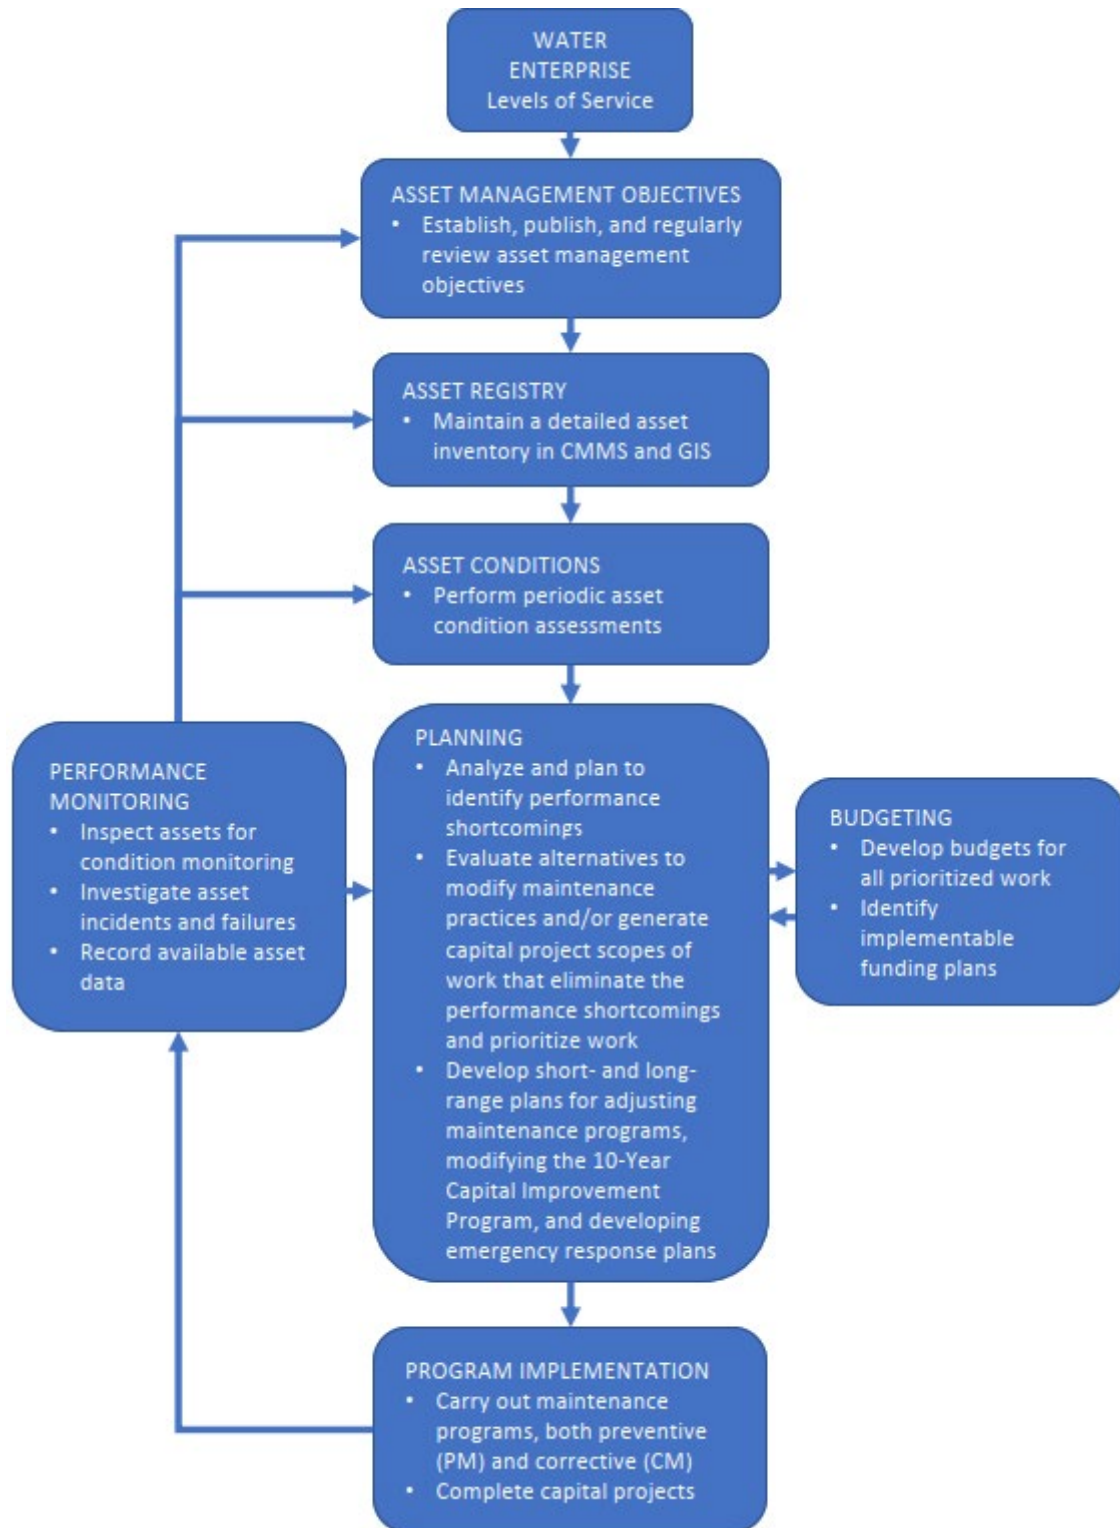 WATER
ENTERPRISE
Levels of Service
ASSET MANAGEMENT OBJECTIVES
• Establish, publish, and regularly
review asset management
objectives
ASSET REGISTRY
• Maintain a detailed asset
inventory in CMMS and GIS
ASSET CONDITIONS
• Perform periodic asset
condition assessments
PERFORMANCE
MONITORING
• Inspect assets for
condition monitoring
• Investigate asset
incidents and failures
• Record available asset
data
PLANNING
• Analyze and plan to
identify performance
shortcomings
• Evaluate alternatives to
modify maintenance
practices and/or generate
capital project scopes of
work that eliminate the
performance shortcomings
and prioritize work
• Develop short- and long-
range plans for adjusting
maintenance programs,
modifying the 10-Year
Capital Improvement
Program, and developing
emergency response plans
BUDGETING
• Develop budgets for
all prioritized work
• Identify
implementable
funding plans
PROGRAM IMPLEMENTATION
• Carry out maintenance
programs, both preventive
(PM) and corrective (CM)
• Complete capital projects